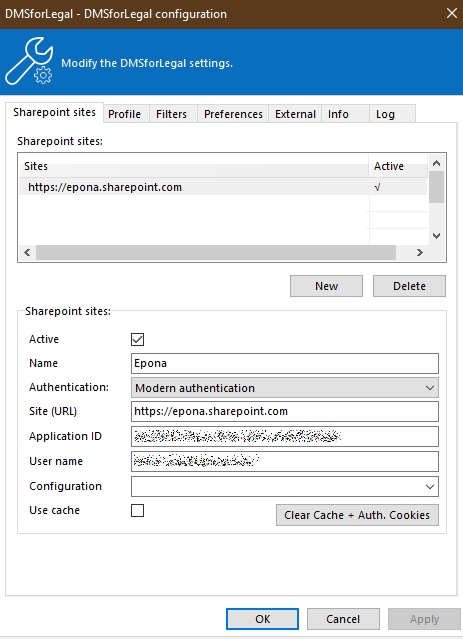 DMSforLegal - DMSforLegal configuration
Modify the DMSforLegal settings.
Sharepoint sites Profile Filters Preferences External Info Log
Sharepoint sites:
Sites Active
https://epona.sharepoint.com √
New Delete
Sharepoint sites:
Active
Name Epona
Authentication: Modern authentication
Site (URL) https://epona.sharepoint.com
Application ID
User name
Configuration
Use cache Clear Cache + Auth. Cookies
OK Cancel Apply